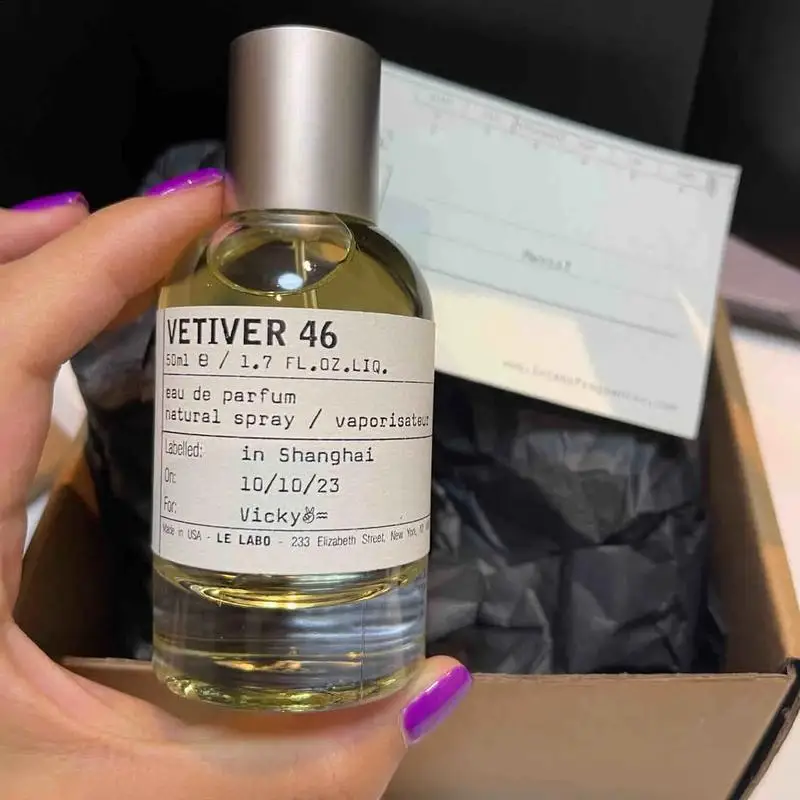 VETIVER 46
50ml ℮ / 1.7 FL.OZ.LIQ.
eau de parfum
natural spray / vaporisateur
Labelled: in Shanghai
On: 10/10/23
For: Vicky✌≈
Made in USA - LE LABO - 233 Elizabeth Street, New York,